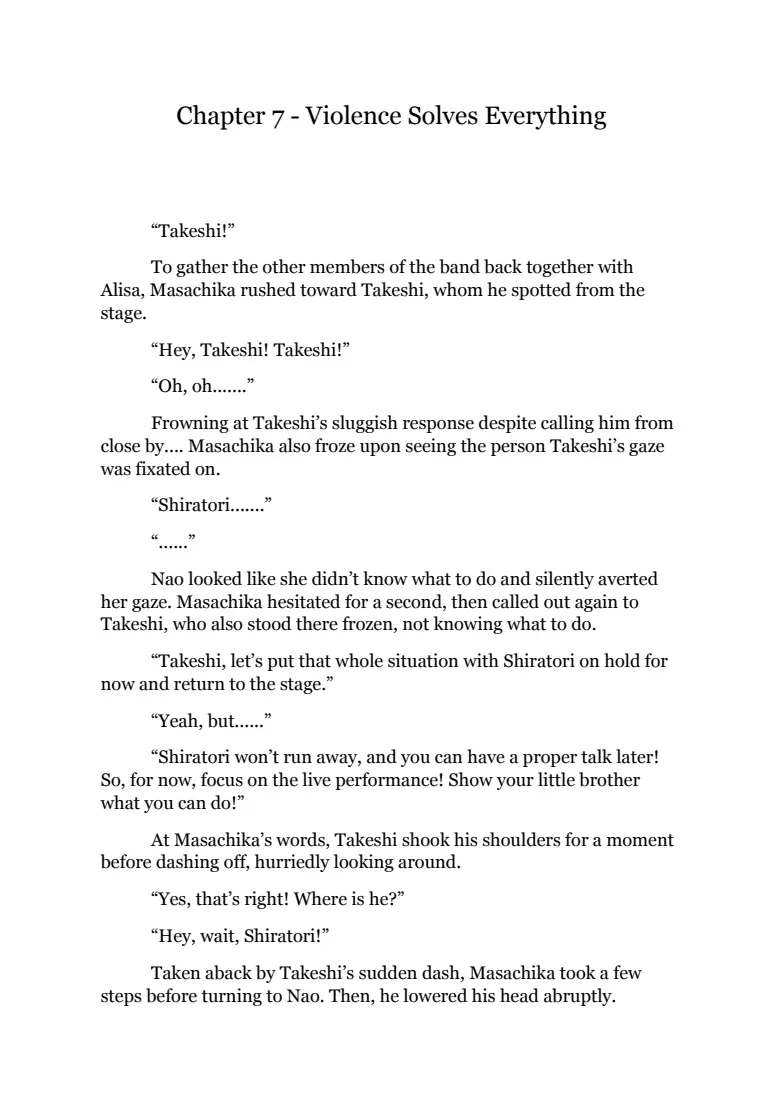 Chapter 7 - Violence Solves Everything
“Takeshi!”
To gather the other members of the band back together with
Alisa, Masachika rushed toward Takeshi, whom he spotted from the
stage.
“Hey, Takeshi! Takeshi!”
“Oh, oh.......”
Frowning at Takeshi’s sluggish response despite calling him from
close by.... Masachika also froze upon seeing the person Takeshi’s gaze
was fixated on.
“Shiratori.......”
“......”
Nao looked like she didn’t know what to do and silently averted
her gaze. Masachika hesitated for a second, then called out again to
Takeshi, who also stood there frozen, not knowing what to do.
“Takeshi, let’s put that whole situation with Shiratori on hold for
now and return to the stage.”
“Yeah, but......”
“Shiratori won’t run away, and you can have a proper talk later!
So, for now, focus on the live performance! Show your little brother
what you can do!”
At Masachika’s words, Takeshi shook his shoulders for a moment
before dashing off, hurriedly looking around.
“Yes, that’s right! Where is he?”
“Hey, wait, Shiratori!”
Taken aback by Takeshi’s sudden dash, Masachika took a few
steps before turning to Nao. Then, he lowered his head abruptly.